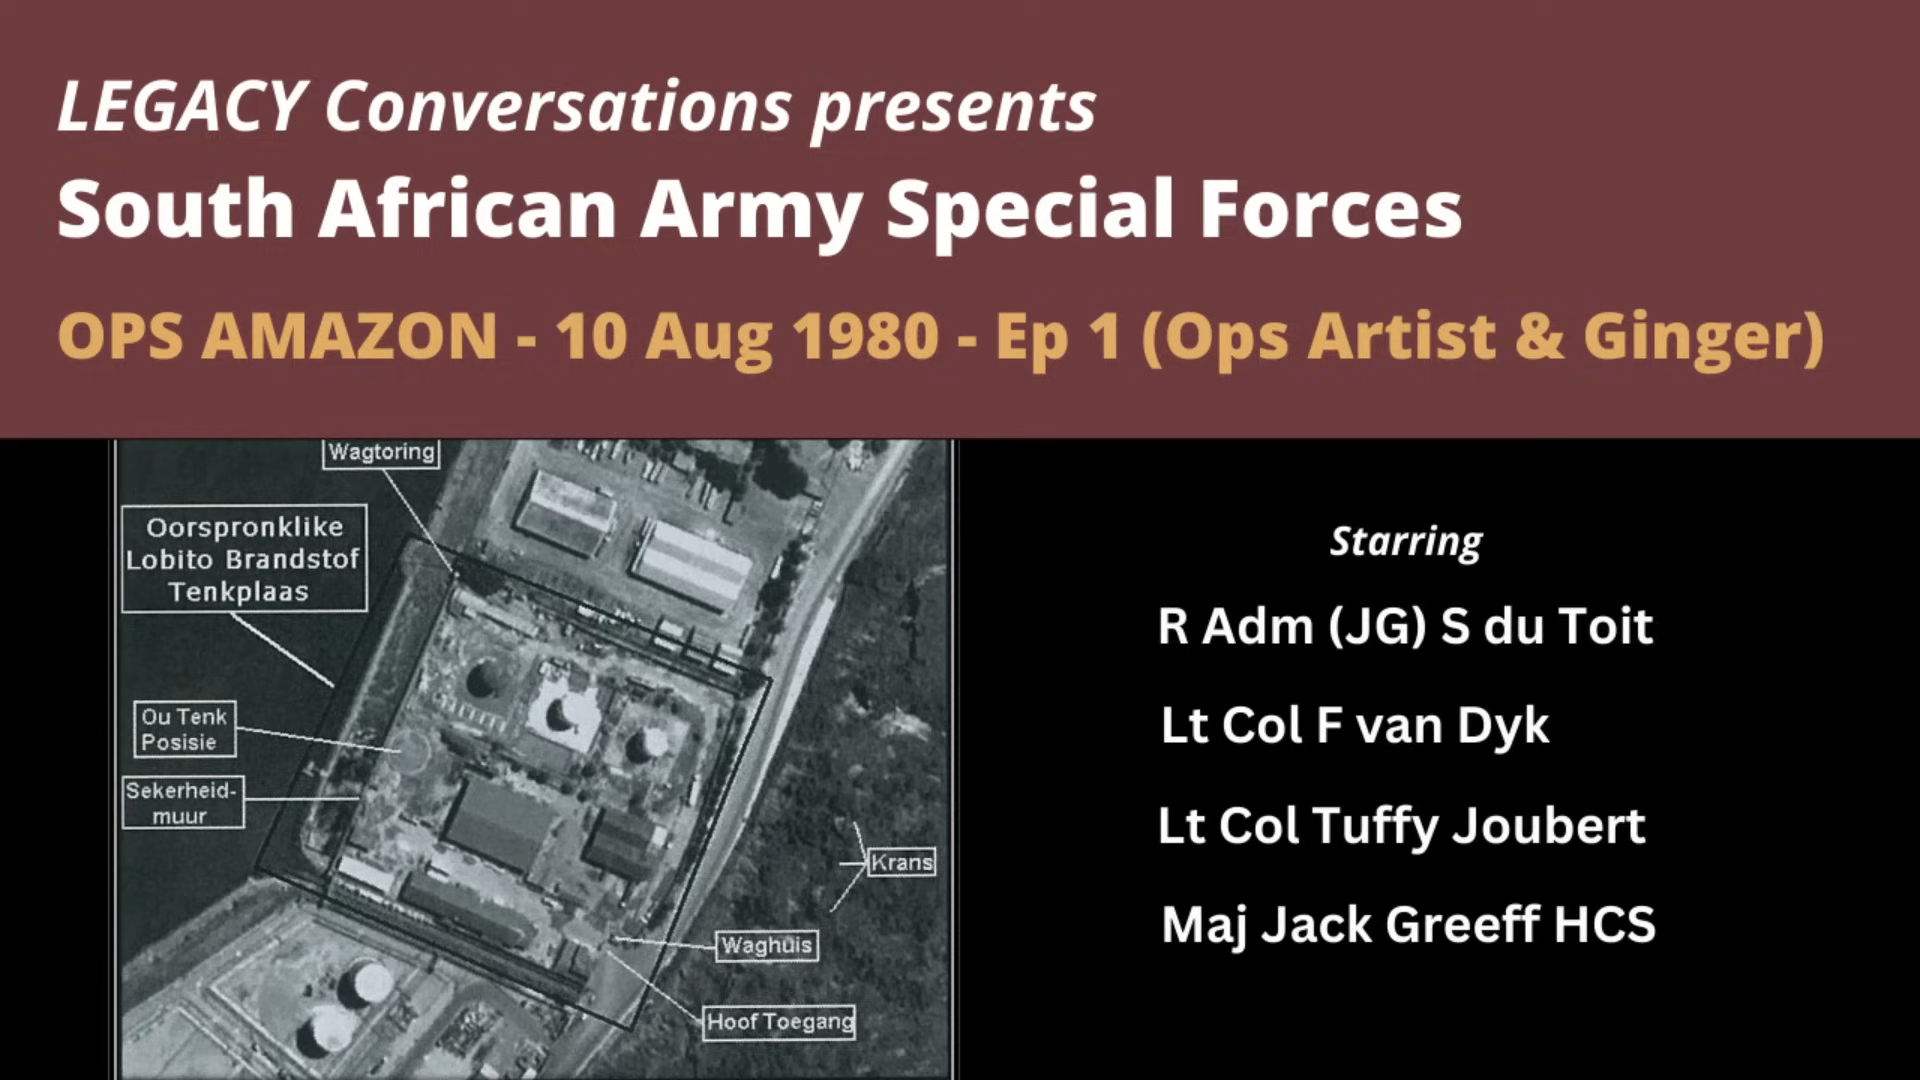 LEGACY Conversations presents
South African Army Special Forces
OPS AMAZON - 10 Aug 1980 - Ep 1 (Ops Artist & Ginger)
Wagtoring
Oorspronklike
Lobito Brandstof
Tenkplaas
Ou Tenk
Posisie
Sekerheid-
muur
Krans
Waghuis
Hoof Toegang
Starring
R Adm (JG) S du Toit
Lt Col F van Dyk
Lt Col Tuffy Joubert
Maj Jack Greeff HCS